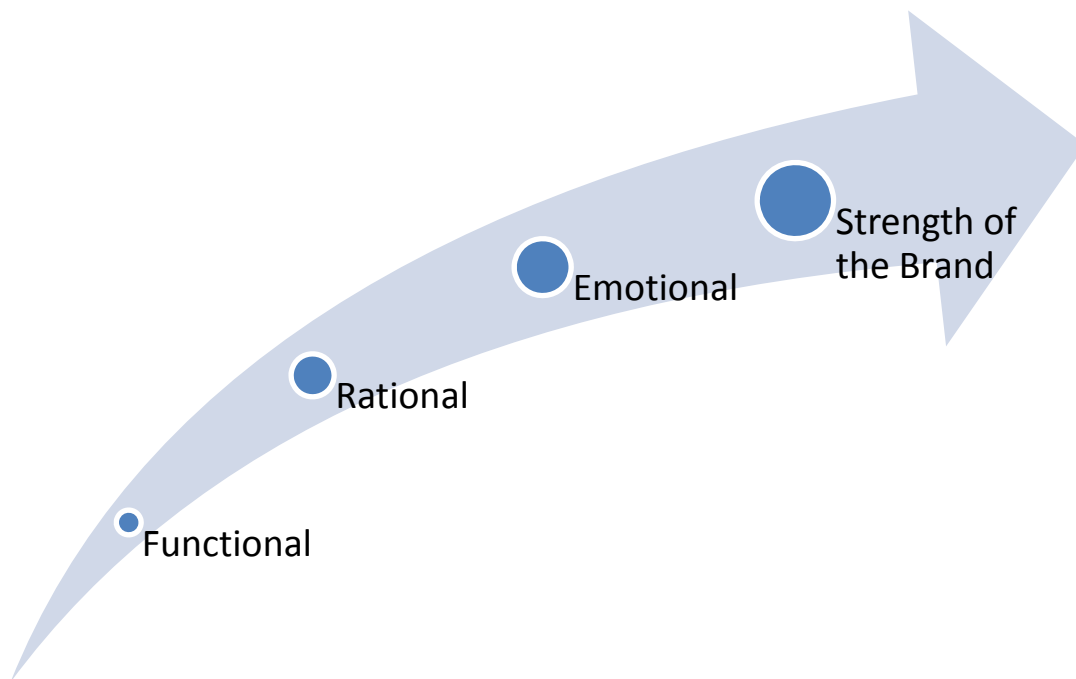 Strength of
the Brand
Emotional
Rational
Functional